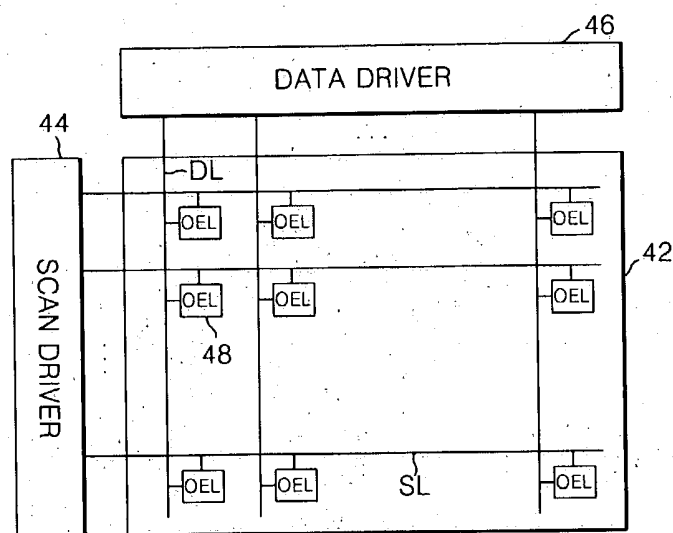 46
DATA DRIVER
44
. . .
DL
OEL OEL OEL
42
OEL OEL OEL
48
SCAN DRIVER
. . .
OEL OEL SL OEL